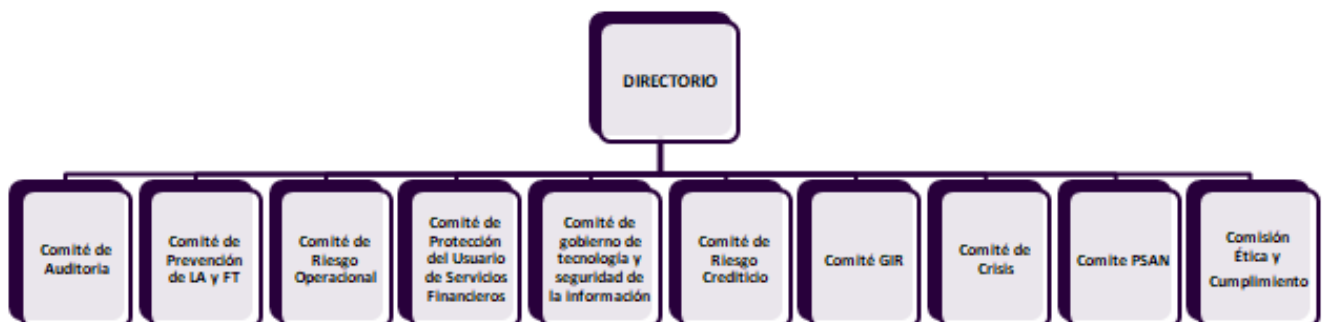 DIRECTORIO
Comité de
Auditoria
Comité de
Prevención
de LA y FT
Comité de
Riesgo
Operacional
Comité de
Protección
del Usuario
de Servicios
Financieros
Comité de
gobierno de
tecnología y
seguridad de
la información
Comité de
Riesgo
Crediticio
Comité GIR
Comité de
Crisis
Comite PSAN
Comisión
Ética y
Cumplimiento